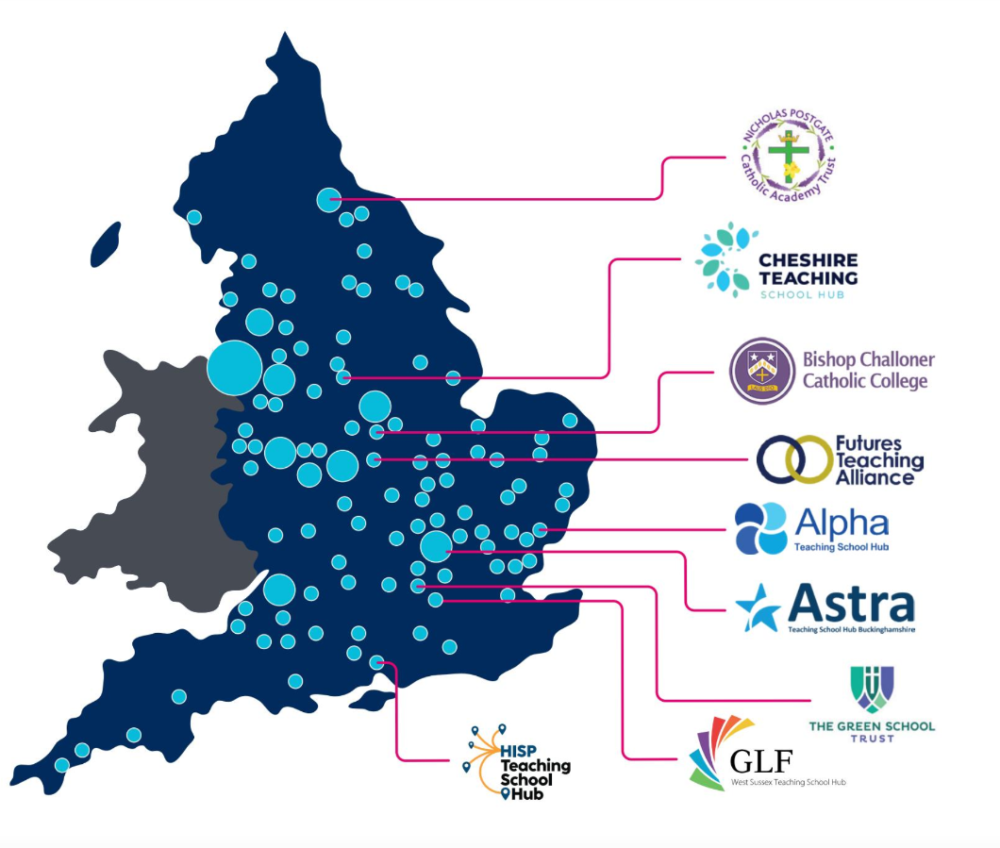 NICHOLAS POSTGATE
Catholic Academy Trust
CHESHIRE
TEACHING
SCHOOL HUB
Bishop Challoner
Catholic College
Futures
Teaching
Alliance
Alpha
Teaching School Hub
Astra
Teaching School Hub Buckinghamshire
THE GREEN SCHOOL
TRUST
GLF
West Sussex Teaching School Hub
HISP
Teaching
School
Hub